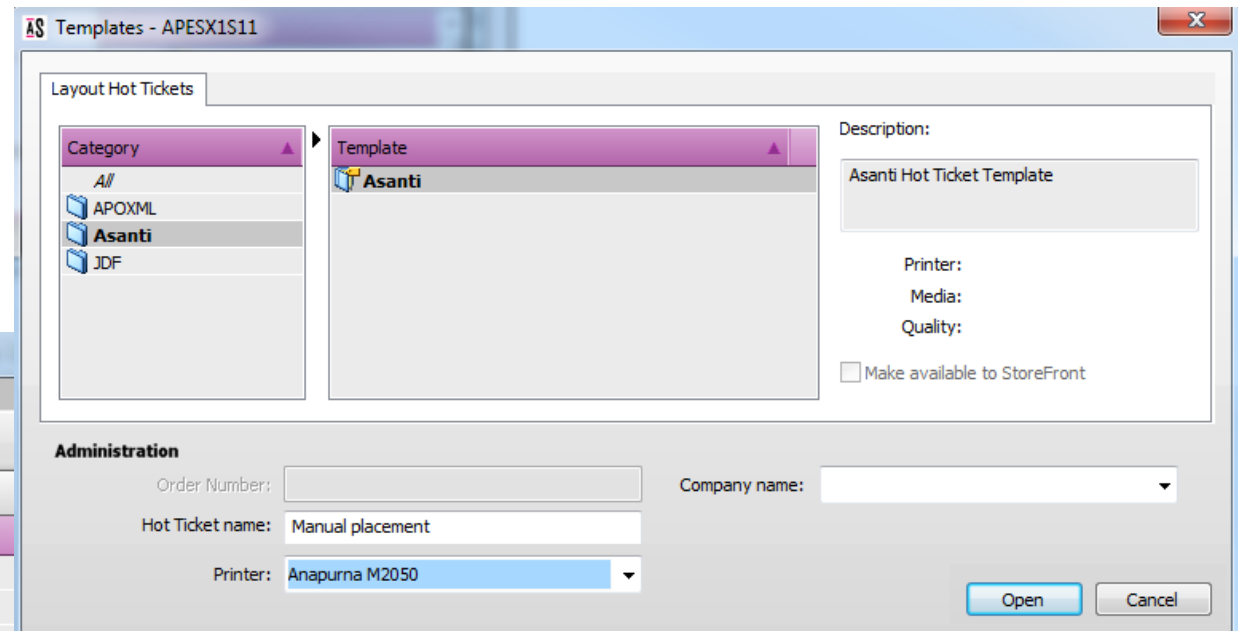 AS Templates - APESX1S11
Layout Hot Tickets
Category
Template
Description:
All
APOXML
Asanti
JDF
Asanti
Asanti Hot Ticket Template
Printer:
Media:
Quality:
Make available to StoreFront
Administration
Order Number:
Company name:
Hot Ticket name: Manual placement
Printer: Anapurna M2050
Open Cancel